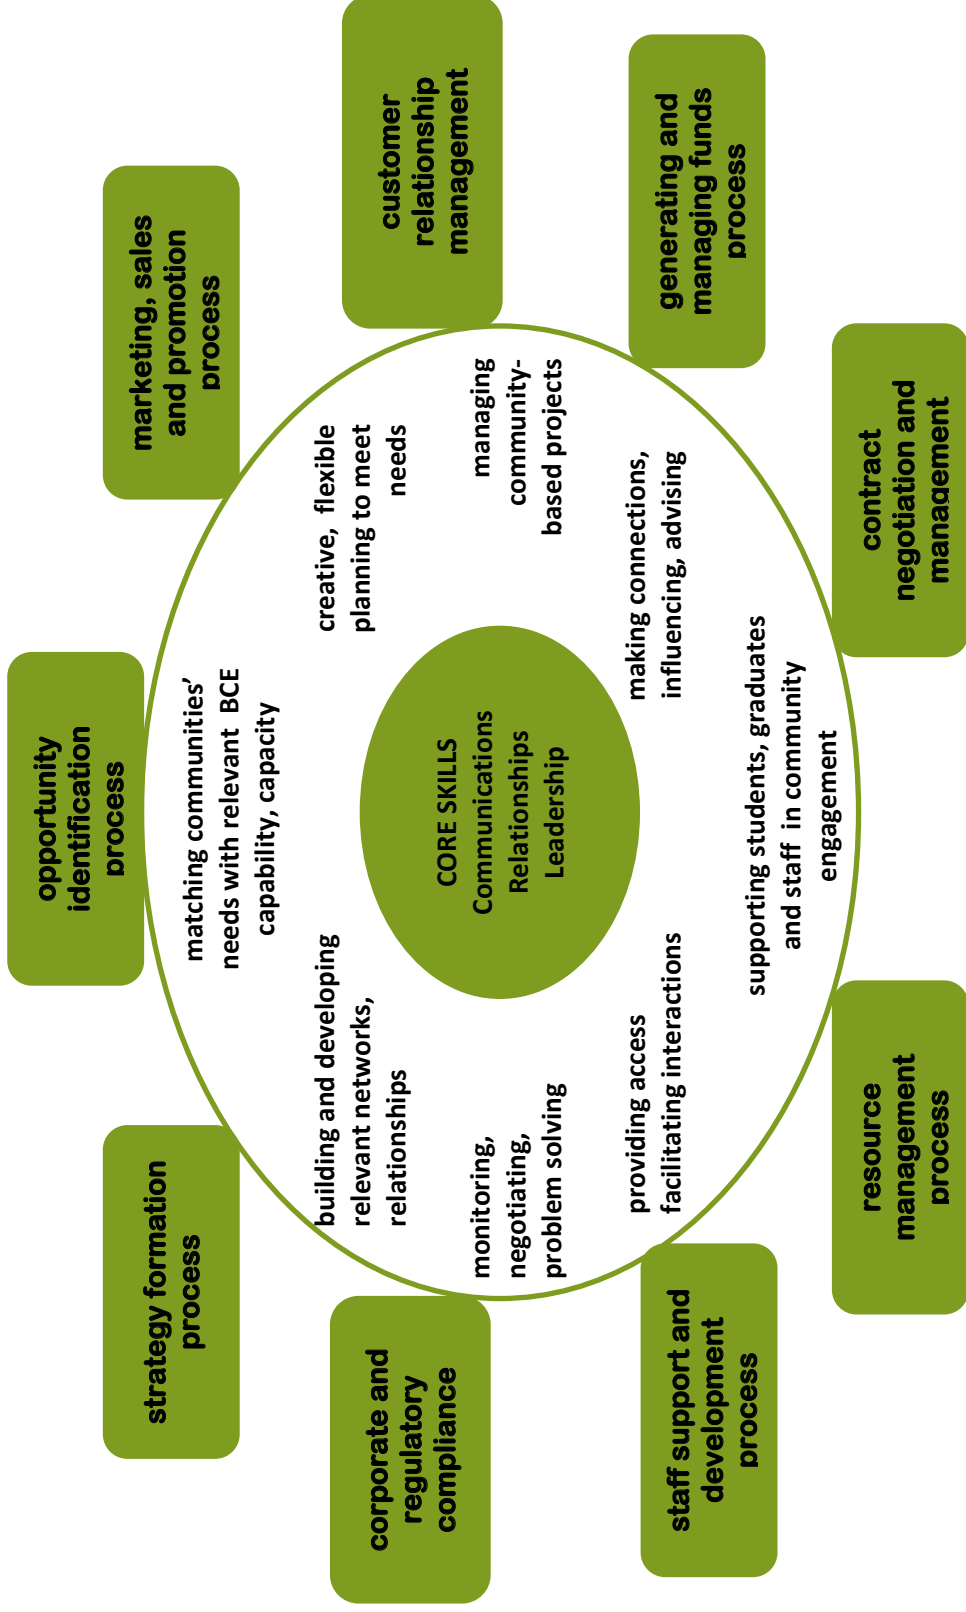 opportunity
identification
process
strategy formation
process
marketing, sales
and promotion
process
corporate and
regulatory
compliance
customer
relationship
management
staff support and
development
process
generating and
managing funds
process
resource
management
process
contract
negotiation and
management
matching communities’
needs with relevant BCE
capability, capacity
building and developing
relevant networks,
relationships
creative, flexible
planning to meet
needs
monitoring,
negotiating,
problem solving
managing
community-
based projects
providing access
facilitating interactions
making connections,
influencing, advising
supporting students, graduates
and staff in community
engagement
CORE SKILLS
Communications
Relationships
Leadership